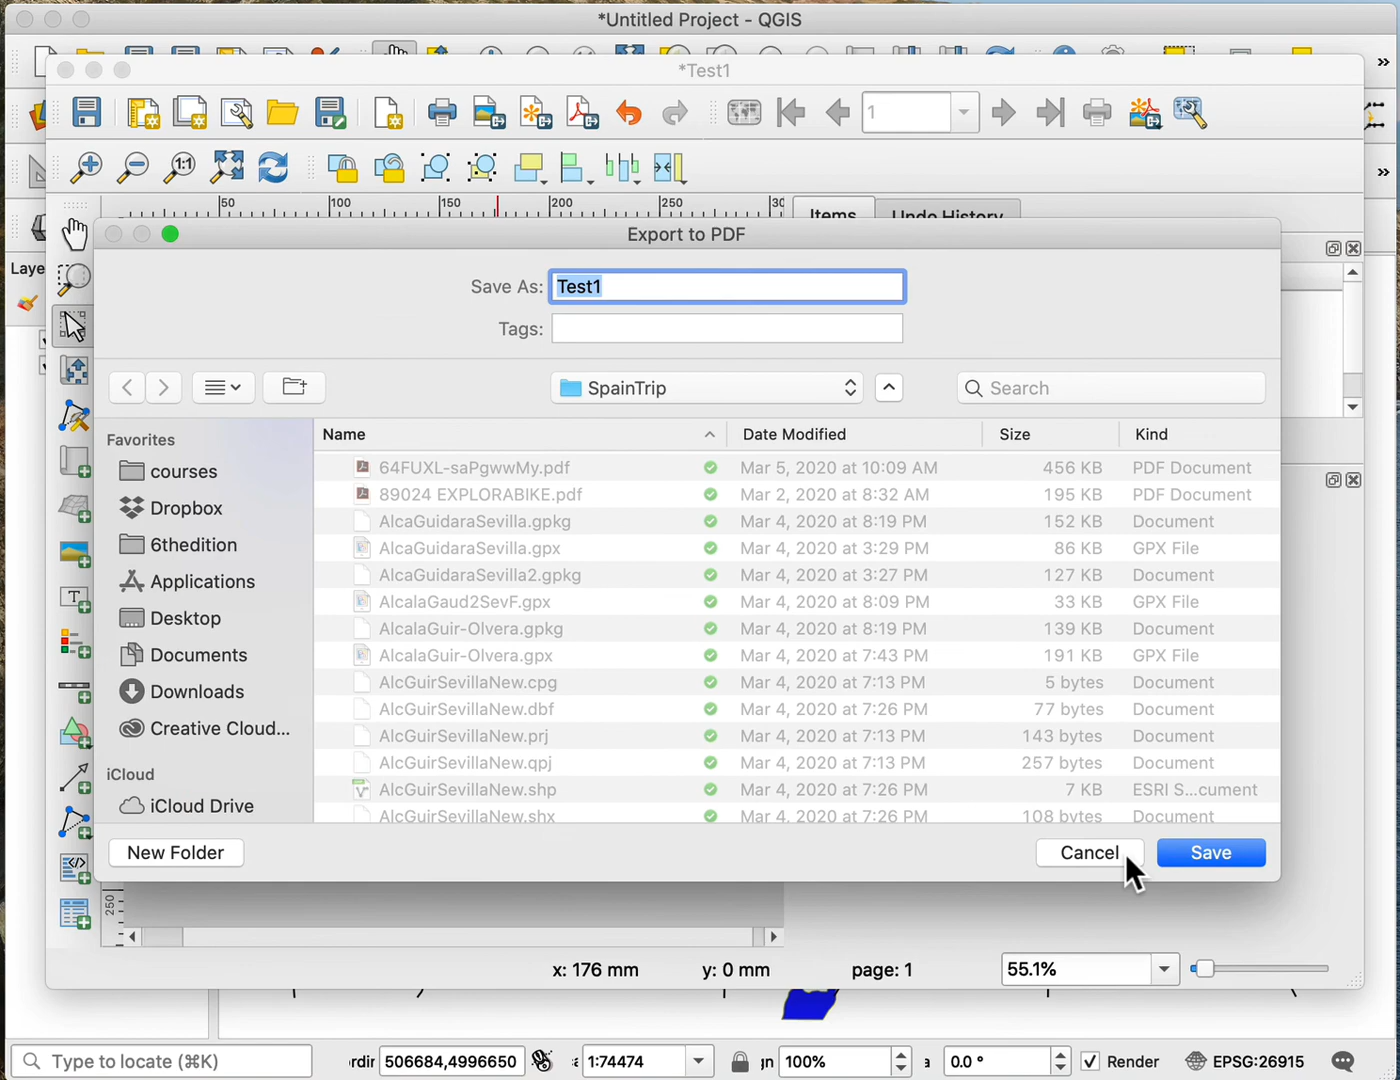 *Untitled Project - QGIS
*Test1
1:1
1
50 100 150 200 250 30
Items Undo History
Export to PDF
Save As: Test1
Tags:
Laye
SpainTrip
Search
Favorites
courses
Dropbox
6thedition
Applications
Desktop
Documents
Downloads
Creative Cloud...
iCloud
iCloud Drive
Name Date Modified Size Kind
64FUXL-saPgwwMy.pdf Mar 5, 2020 at 10:09 AM 456 KB PDF Document
89024 EXPLORABIKE.pdf Mar 2, 2020 at 8:32 AM 195 KB PDF Document
AlcaGuidaraSevilla.gpkg Mar 4, 2020 at 8:19 PM 152 KB Document
AlcaGuidaraSevilla.gpx Mar 4, 2020 at 3:29 PM 86 KB GPX File
AlcaGuidaraSevilla2.gpkg Mar 4, 2020 at 3:27 PM 127 KB Document
AlcalaGaud2SevF.gpx Mar 4, 2020 at 8:09 PM 33 KB GPX File
AlcalaGuir-Olvera.gpkg Mar 4, 2020 at 8:19 PM 139 KB Document
AlcalaGuir-Olvera.gpx Mar 4, 2020 at 7:43 PM 191 KB GPX File
AlcGuirSevillaNew.cpg Mar 4, 2020 at 7:13 PM 5 bytes Document
AlcGuirSevillaNew.dbf Mar 4, 2020 at 7:26 PM 77 bytes Document
AlcGuirSevillaNew.prj Mar 4, 2020 at 7:13 PM 143 bytes Document
AlcGuirSevillaNew.qpj Mar 4, 2020 at 7:13 PM 257 bytes Document
AlcGuirSevillaNew.shp Mar 4, 2020 at 7:26 PM 7 KB ESRI S...cument
AlcGuirSevillaNew.shx Mar 4, 2020 at 7:26 PM 108 bytes Document
New Folder Cancel Save
250
x: 176 mm y: 0 mm page: 1 55.1%
Type to locate (⌘K) ordir 506684,4996650 1:74474 100% 0.0 ° Render EPSG:26915